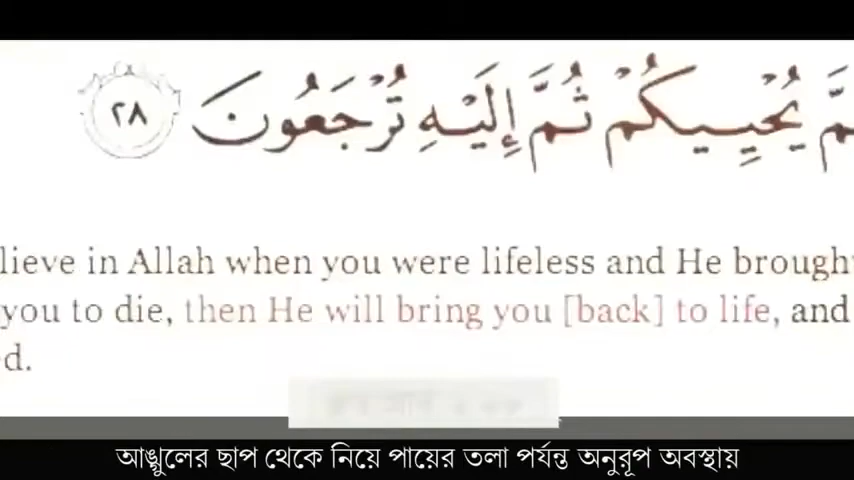 ثُمَّ يُحْيِيكُمْ ثُمَّ إِلَيْهِ تُرْجَعُونَ ٢٨
lieve in Allah when you were lifeless and He brough
you to die, then He will bring you [back] to life, and
d.
আঙ্গুলের ছাপ থেকে নিয়ে পায়ের তলা পর্যন্ত অনুরূপ অবস্থায়